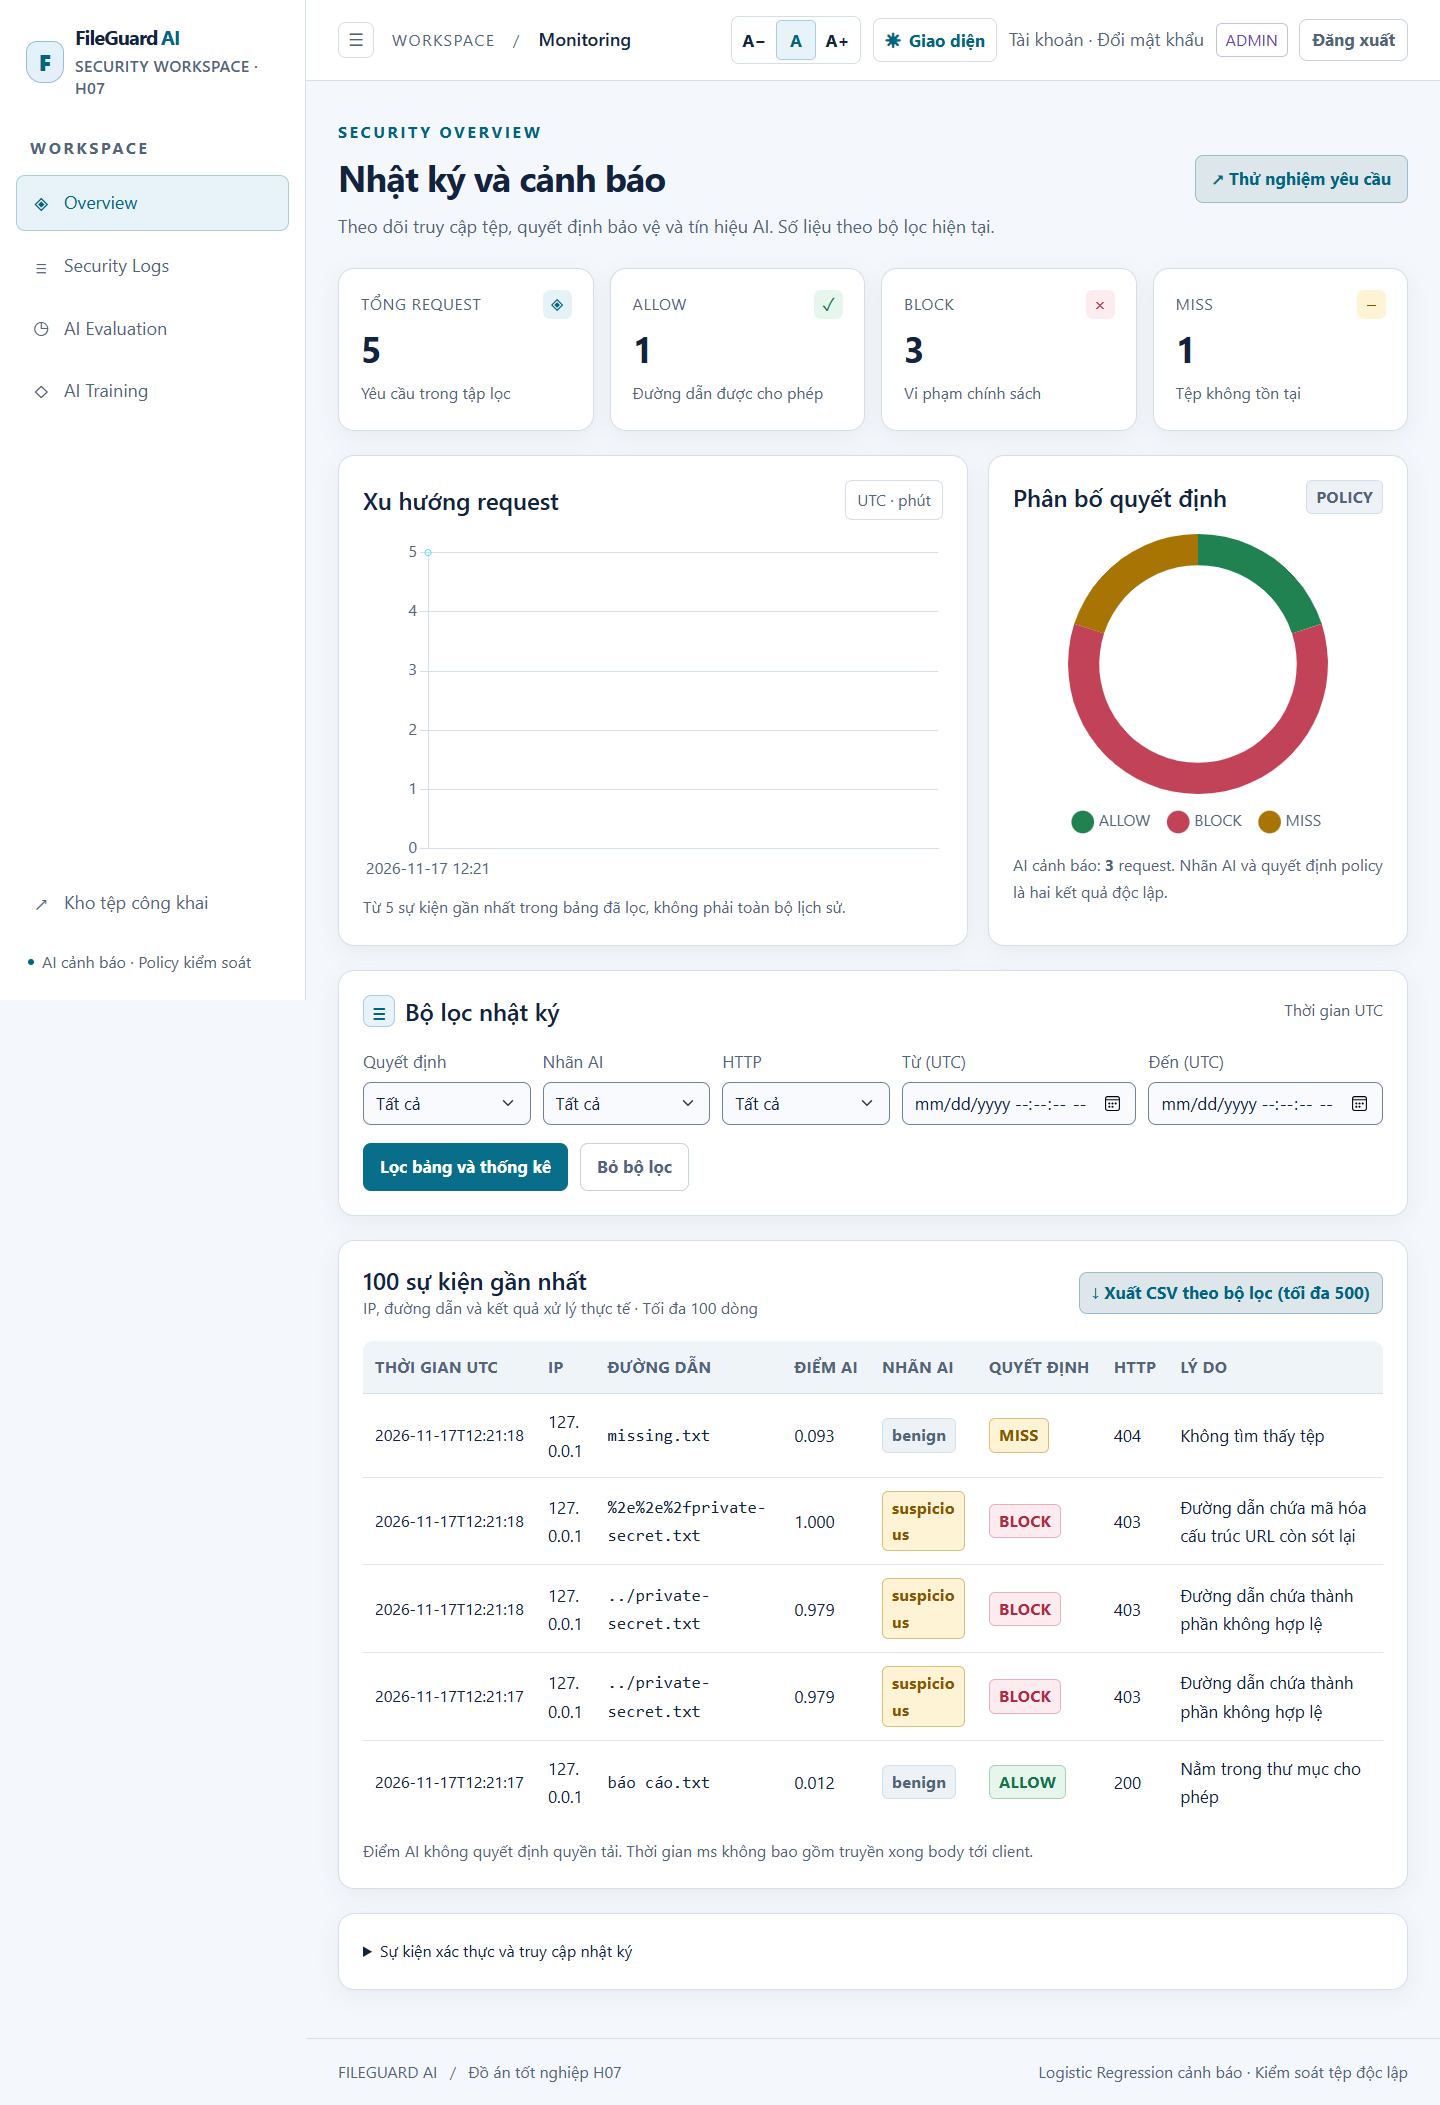 F
FileGuard AI
SECURITY WORKSPACE ·
H07
WORKSPACE
Overview
Security Logs
AI Evaluation
AI Training
Kho tệp công khai
AI cảnh báo · Policy kiểm soát
WORKSPACE / Monitoring
A− A A+ Giao diện Tài khoản · Đổi mật khẩu ADMIN Đăng xuất
SECURITY OVERVIEW
Nhật ký và cảnh báo
↗ Thử nghiệm yêu cầu
Theo dõi truy cập tệp, quyết định bảo vệ và tín hiệu AI. Số liệu theo bộ lọc hiện tại.
TỔNG REQUEST
5
Yêu cầu trong tập lọc
ALLOW
1
Đường dẫn được cho phép
BLOCK
3
Vi phạm chính sách
MISS
1
Tệp không tồn tại
Xu hướng request
UTC · phút
5
4
3
2
1
0
2026-11-17 12:21
Từ 5 sự kiện gần nhất trong bảng đã lọc, không phải toàn bộ lịch sử.
Phân bố quyết định
POLICY
ALLOW BLOCK MISS
AI cảnh báo: 3 request. Nhãn AI và quyết định policy
là hai kết quả độc lập.
Bộ lọc nhật ký
Thời gian UTC
Quyết định Nhãn AI HTTP Từ (UTC) Đến (UTC)
Tất cả Tất cả Tất cả mm/dd/yyyy --:--:-- -- mm/dd/yyyy --:--:-- --
Lọc bảng và thống kê Bỏ bộ lọc
100 sự kiện gần nhất
IP, đường dẫn và kết quả xử lý thực tế · Tối đa 100 dòng
↓ Xuất CSV theo bộ lọc (tối đa 500)
THỜI GIAN UTC IP ĐƯỜNG DẪN ĐIỂM AI NHÃN AI QUYẾT ĐỊNH HTTP LÝ DO
2026-11-17T12:21:18 127. missing.txt 0.093 benign MISS 404 Không tìm thấy tệp
0.0.1
2026-11-17T12:21:18 127. %2e%2e%2fprivate- 1.000 suspicio BLOCK 403 Đường dẫn chứa mã hóa
0.0.1 secret.txt us cấu trúc URL còn sót lại
2026-11-17T12:21:18 127. ../private- 0.979 suspicio BLOCK 403 Đường dẫn chứa thành
0.0.1 secret.txt us phần không hợp lệ
2026-11-17T12:21:17 127. ../private- 0.979 suspicio BLOCK 403 Đường dẫn chứa thành
0.0.1 secret.txt us phần không hợp lệ
2026-11-17T12:21:17 127. báo cáo.txt 0.012 benign ALLOW 200 Nằm trong thư mục cho
0.0.1 phép
Điểm AI không quyết định quyền tải. Thời gian ms không bao gồm truyền xong body tới client.
▶ Sự kiện xác thực và truy cập nhật ký
FILEGUARD AI / Đồ án tốt nghiệp H07
Logistic Regression cảnh báo · Kiểm soát tệp độc lập